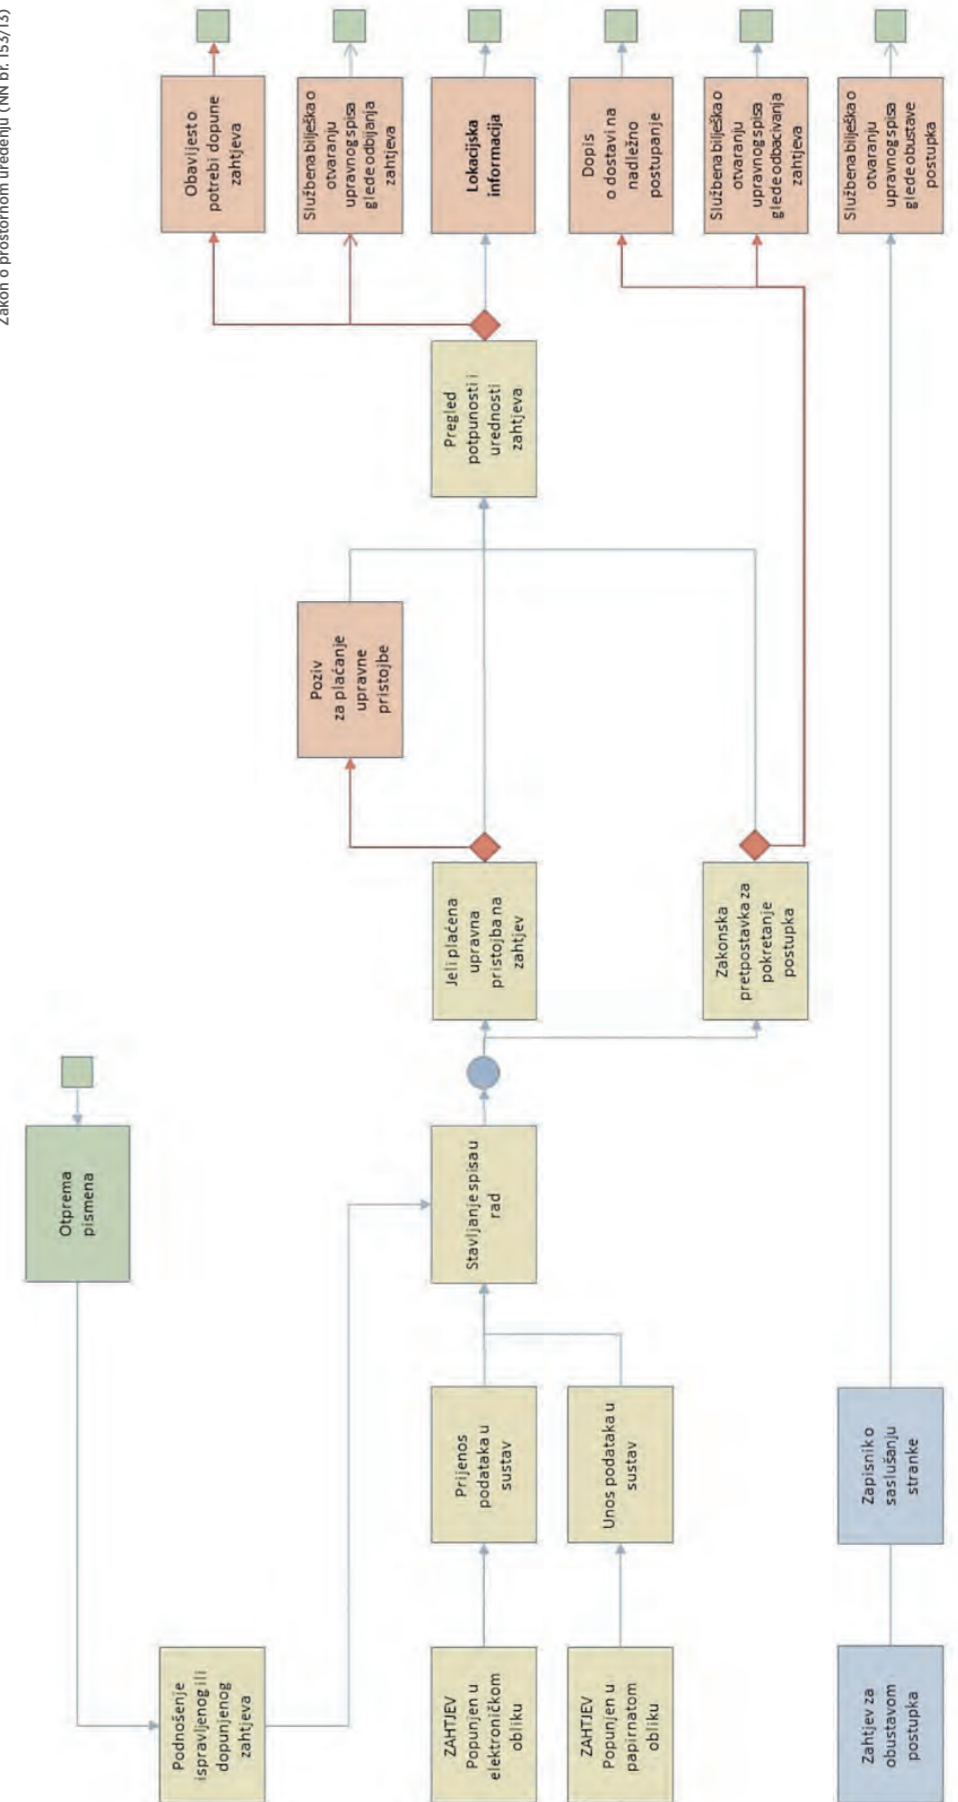 Zakon o prostornom uređenju (NN br. 153/13)
Otprema
pismena
Podnošenje
ispravljenog ili
dopunjenog
zahtjeva
Obavijest o
potrebi dopune
zahtjeva
Poziv
za plaćanje
upravne
pristojbe
Službena bilješka o
otvaranju
upravnog spisa
glede odbijanja
zahtjeva
ZAHTJEV
Popunjen u
elektroničkom
obliku
Prijenos
podataka u
sustav
Stavljanje spisa u
rad
Jeli plaćena
upravna
pristojba na
zahtjev
Pregled
potpunosti i
urednosti
zahtjeva
Lokacijska
informacija
ZAHTJEV
Popunjen u
papirnatom
obliku
Unos podataka u
sustav
Dopis
o dostavi na
nadležno
postupanje
Zakonska
pretpostavka za
pokretanje
postupka
Službena bilješka o
otvaranju
upravnog spisa
glede odbacivanja
zahtjeva
Zahtjev za
obustavom
postupka
Zapisnik o
saslušanju
stranke
Službena bilješka o
otvaranju
upravnog spisa
glede obustave
postupka